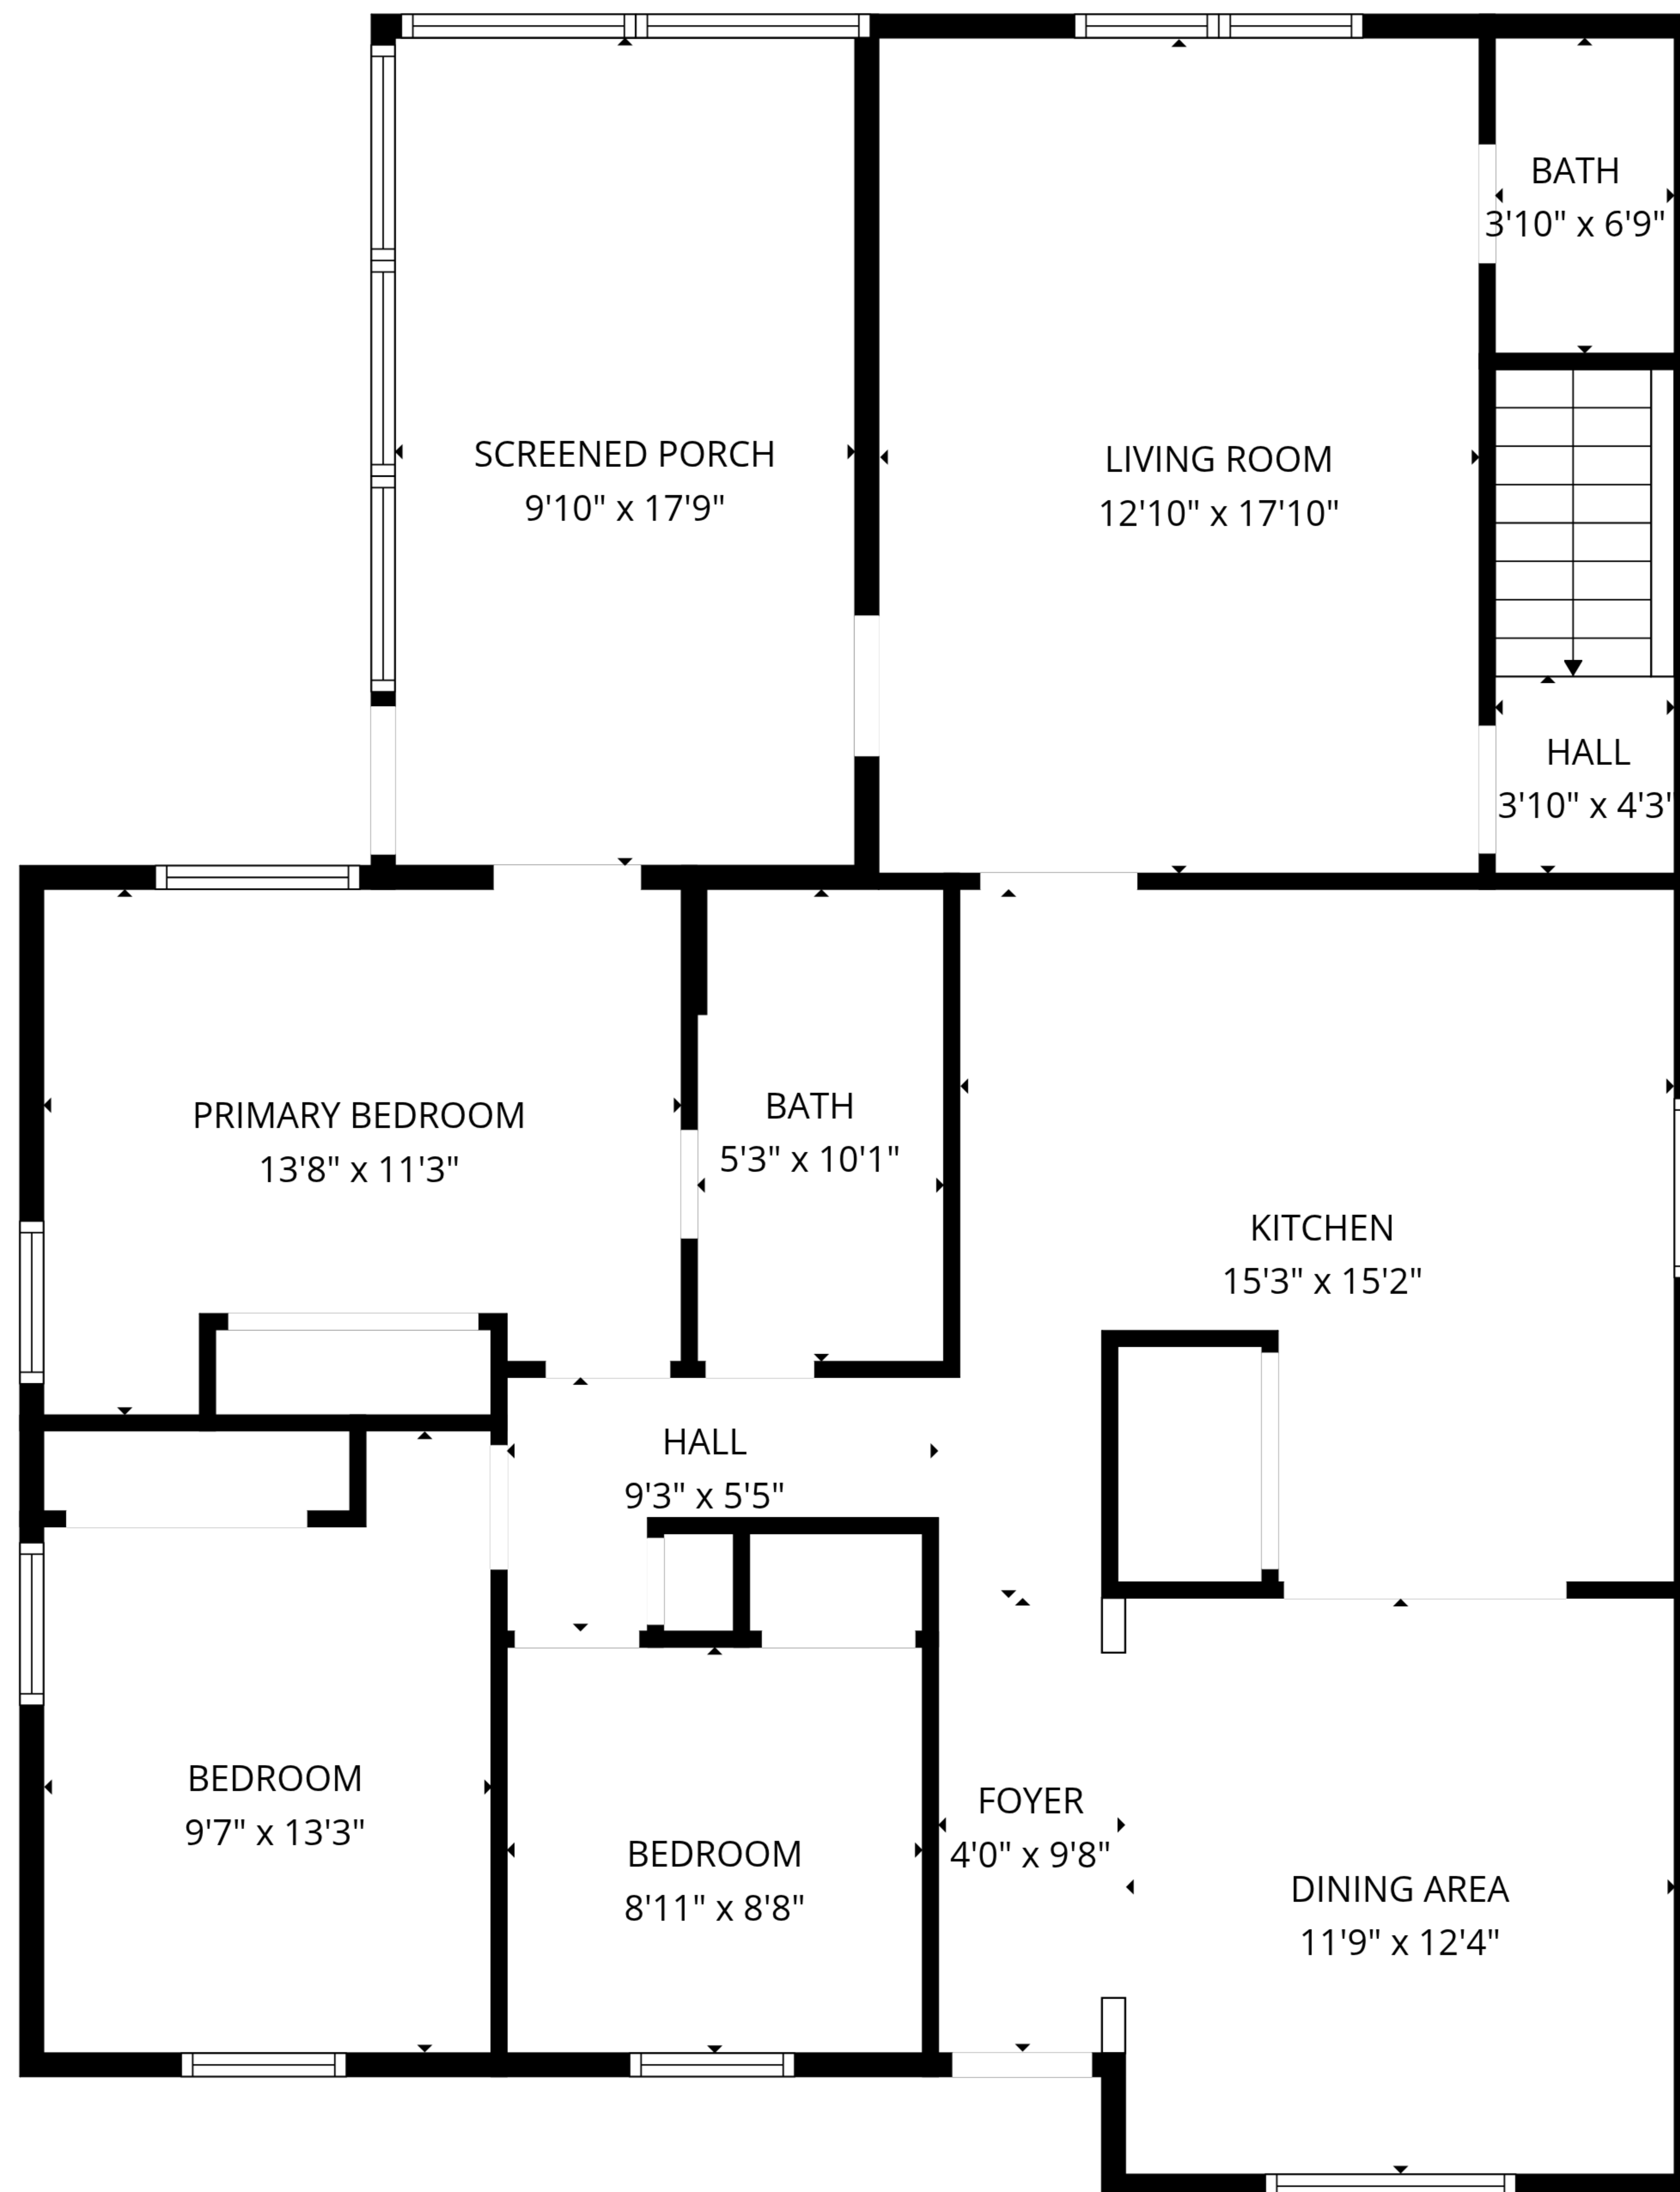 BATH
3'10" x 6'9"
SCREENED PORCH
9'10" x 17'9"
LIVING ROOM
12'10" x 17'10"
HALL
3'10" x 4'3"
PRIMARY BEDROOM
13'8" x 11'3"
BATH
5'3" x 10'1"
KITCHEN
15'3" x 15'2"
HALL
9'3" x 5'5"
BEDROOM
9'7" x 13'3"
BEDROOM
8'11" x 8'8"
FOYER
4'0" x 9'8"
DINING AREA
11'9" x 12'4"